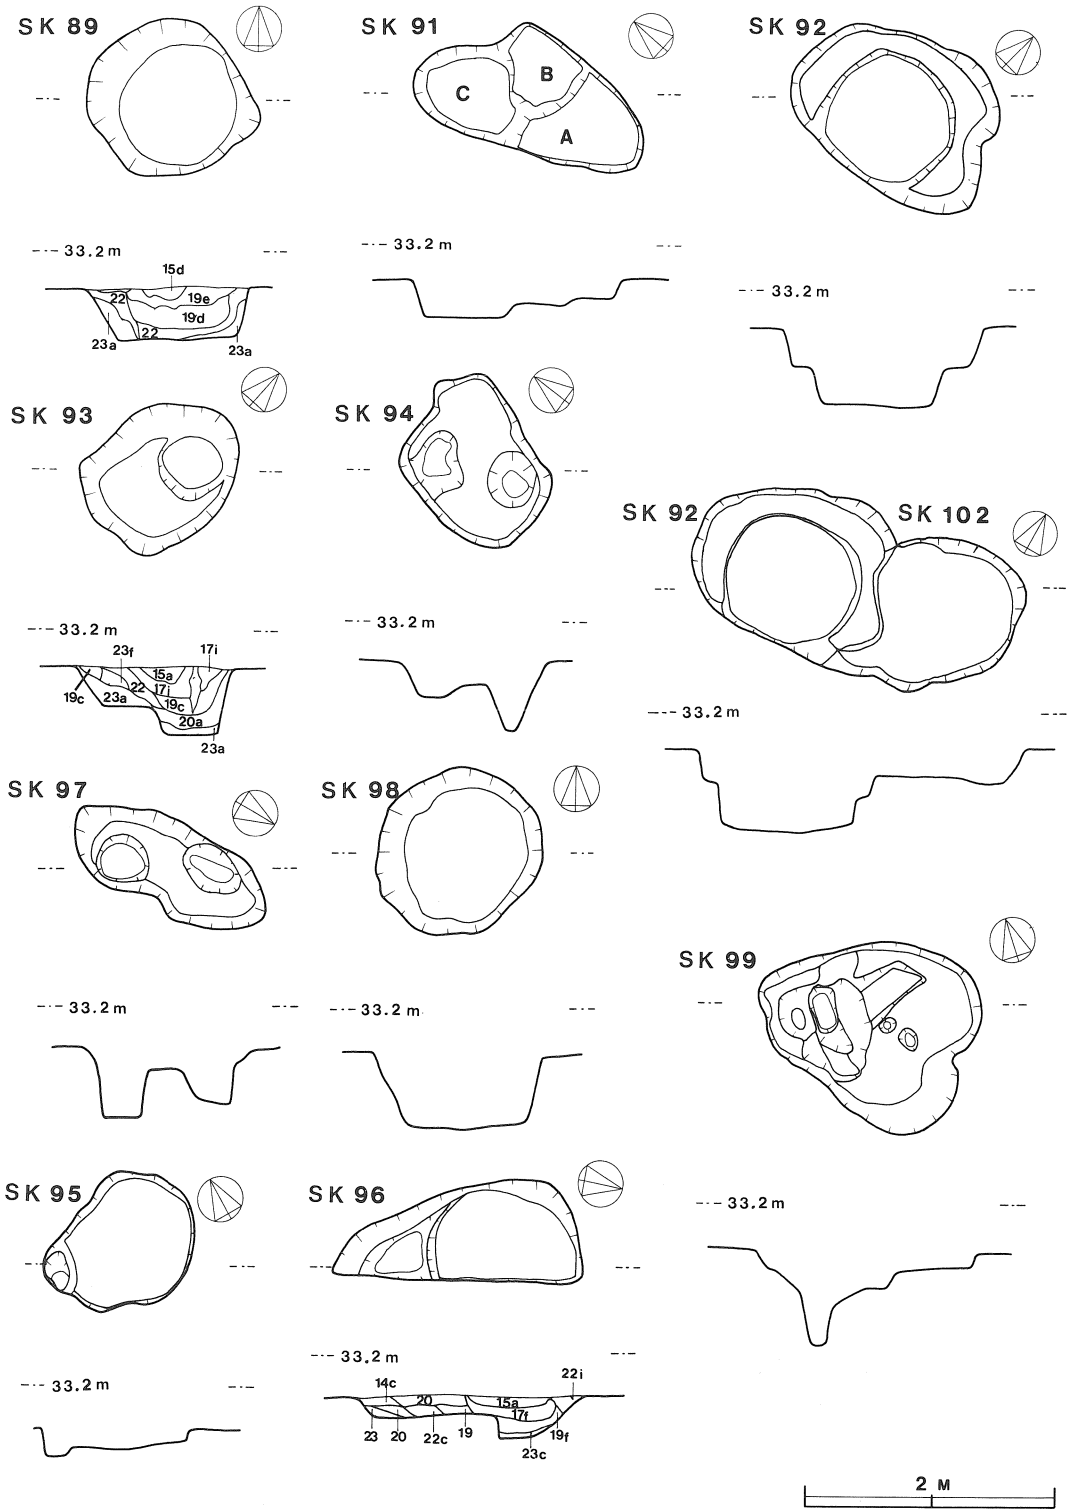 SK 89
SK 91
SK 92
A
B
C
33.2 m
15d
22
19e
19d
22
23a
23a
33.2 m
33.2 m
SK 93
SK 94
SK 92
SK 102
33.2 m
23f
17i
15a
22
17i
19c
23a
19c
20a
23a
33.2 m
33.2 m
SK 97
SK 98
SK 99
33.2 m
33.2 m
33.2 m
SK 95
SK 96
33.2 m
33.2 m
14c
20
15a
17f
22i
23
20
22c
19
23c
19f
2 M